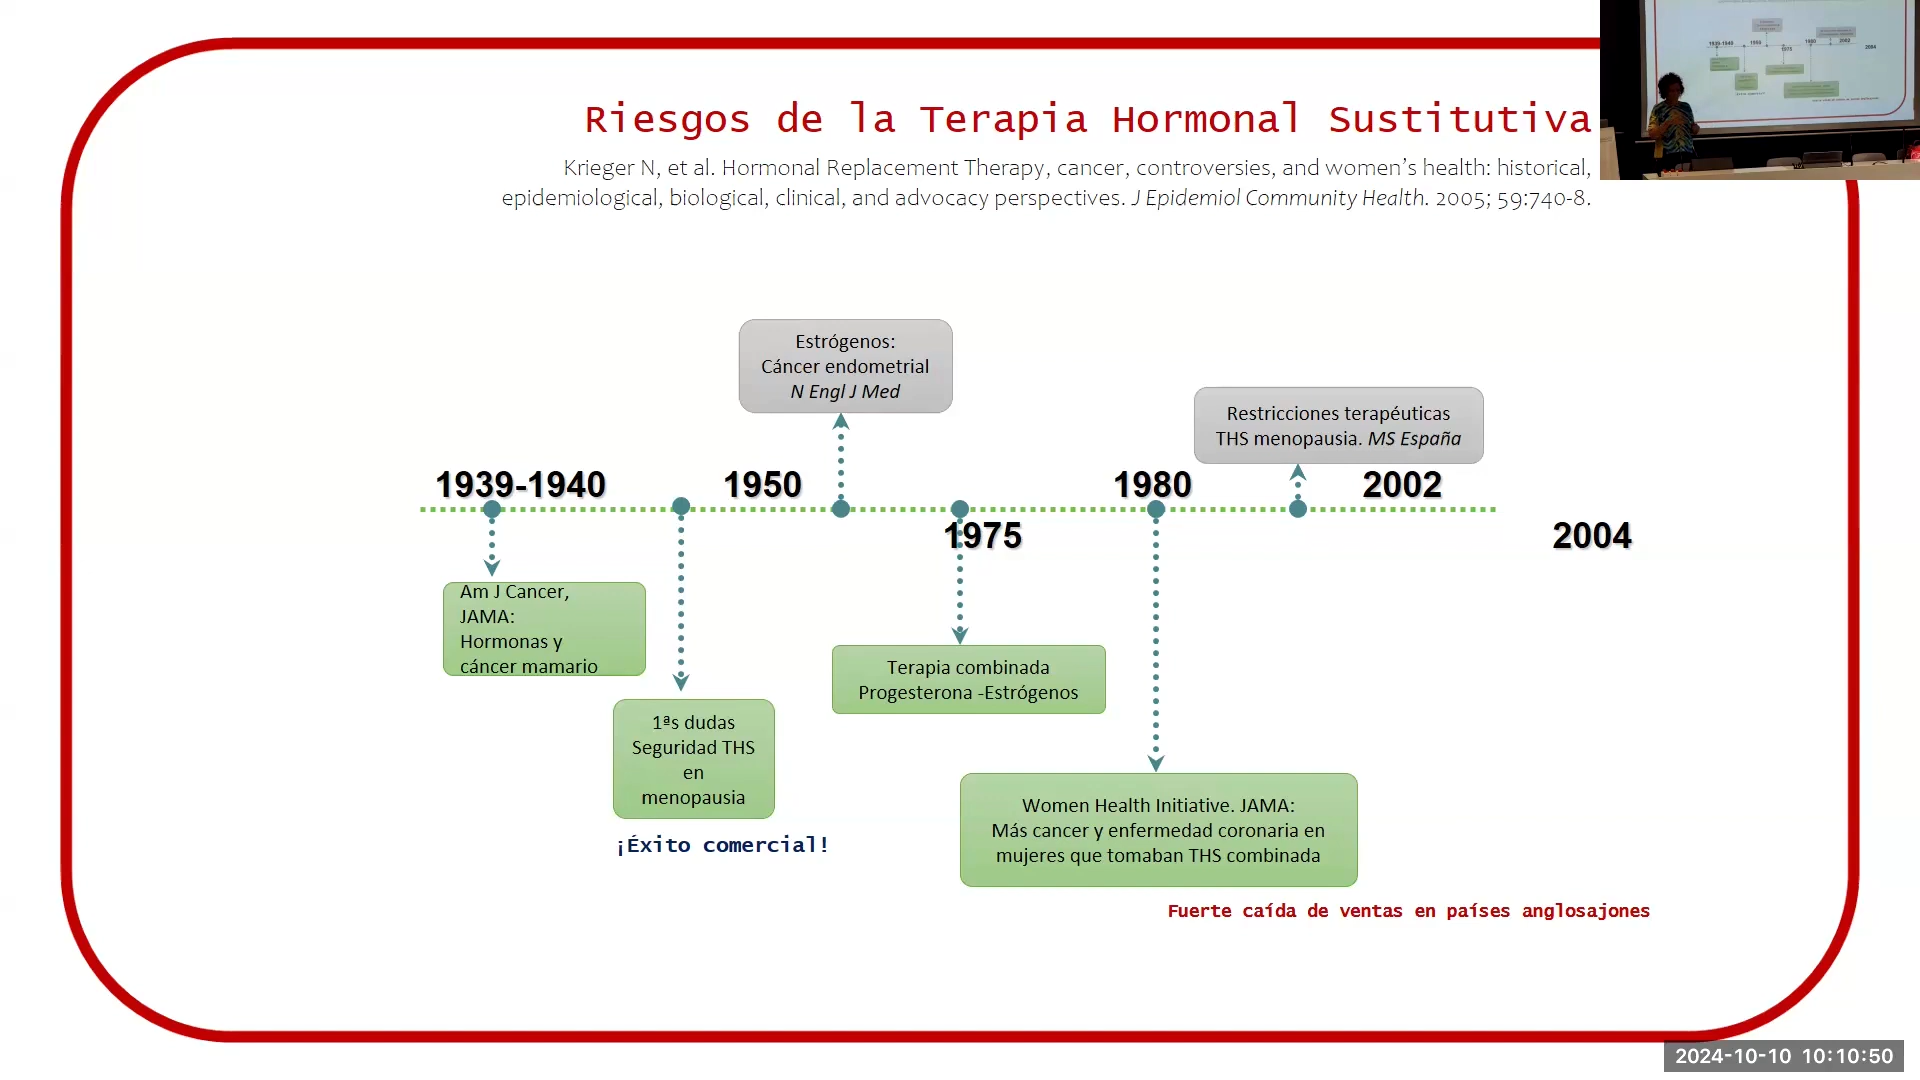 Riesgos de la Terapia Hormonal Sustitutiva
Krieger N, et al. Hormonal Replacement Therapy, cancer, controversies, and women's health: historical,
epidemiological, biological, clinical, and advocacy perspectives. J Epidemiol Community Health. 2005; 59:740-8.
Estrógenos:
Cáncer endometrial
N Engl J Med
Restricciones terapéuticas
THS menopausia. MS España
1939-1940
1950
1980
2002
1975
2004
Am J Cancer,
JAMA:
Hormonas y
cáncer mamario
Terapia combinada
Progesterona -Estrógenos
1ªs dudas
Seguridad THS
en
menopausia
¡Éxito comercial!
Women Health Initiative. JAMA:
Más cancer y enfermedad coronaria en
mujeres que tomaban THS combinada
Fuerte caída de ventas en países anglosajones
2024-10-10 10:10:50